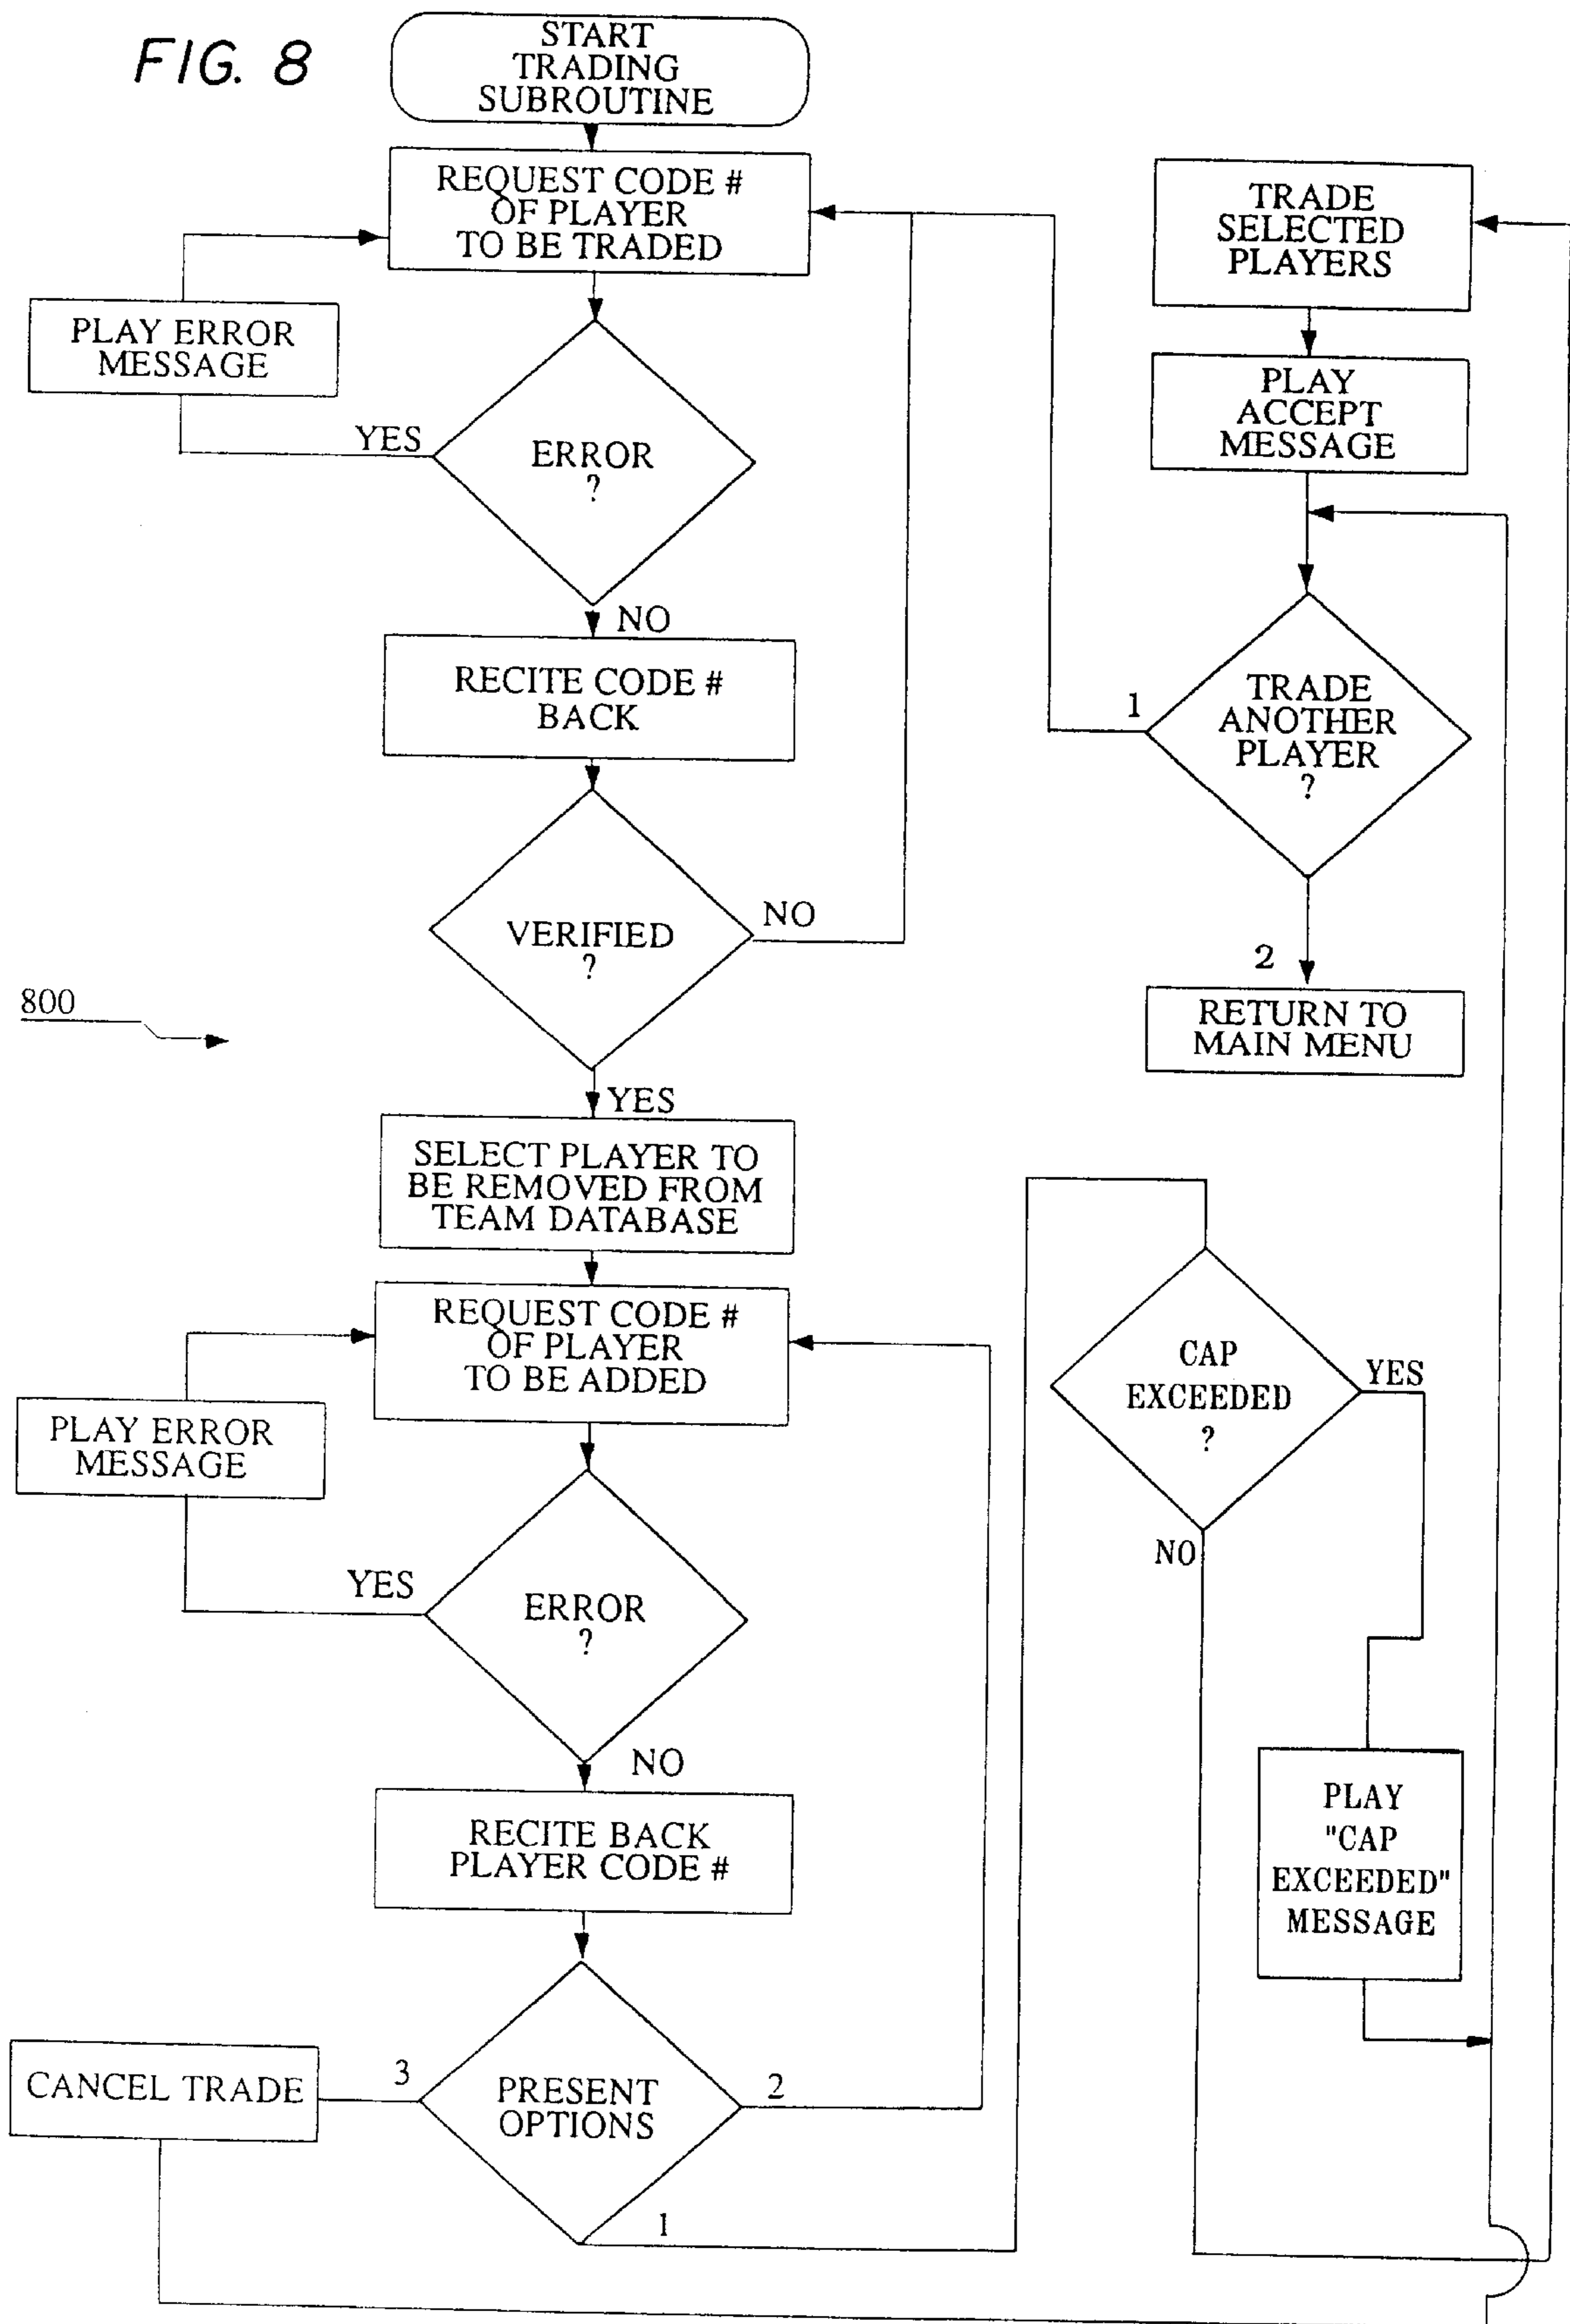 FIG. 8
START
TRADING
SUBROUTINE
REQUEST CODE #
OF PLAYER
TO BE TRADED
PLAY ERROR
MESSAGE
YES
ERROR
?
NO
RECITE CODE #
BACK
VERIFIED
?
NO
800
YES
SELECT PLAYER TO
BE REMOVED FROM
TEAM DATABASE
REQUEST CODE #
OF PLAYER
TO BE ADDED
PLAY ERROR
MESSAGE
YES
ERROR
?
NO
RECITE BACK
PLAYER CODE #
CANCEL TRADE
3
PRESENT
OPTIONS
2
1
TRADE
SELECTED
PLAYERS
PLAY
ACCEPT
MESSAGE
1
TRADE
ANOTHER
PLAYER
?
2
RETURN TO
MAIN MENU
CAP
EXCEEDED
?
YES
NO
PLAY
"CAP
EXCEEDED"
MESSAGE